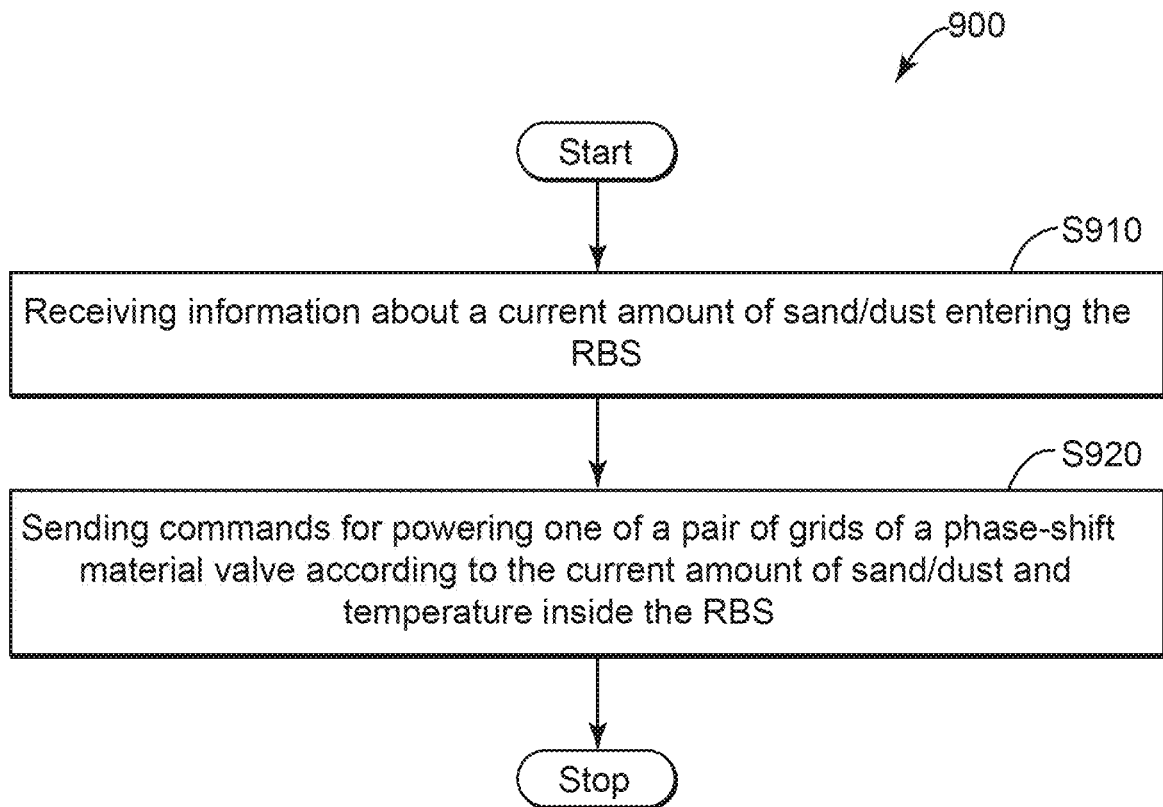 900
Start
S910
Receiving information about a current amount of sand/dust entering the
RBS
S920
Sending commands for powering one of a pair of grids of a phase-shift
material valve according to the current amount of sand/dust and
temperature inside the RBS
Stop